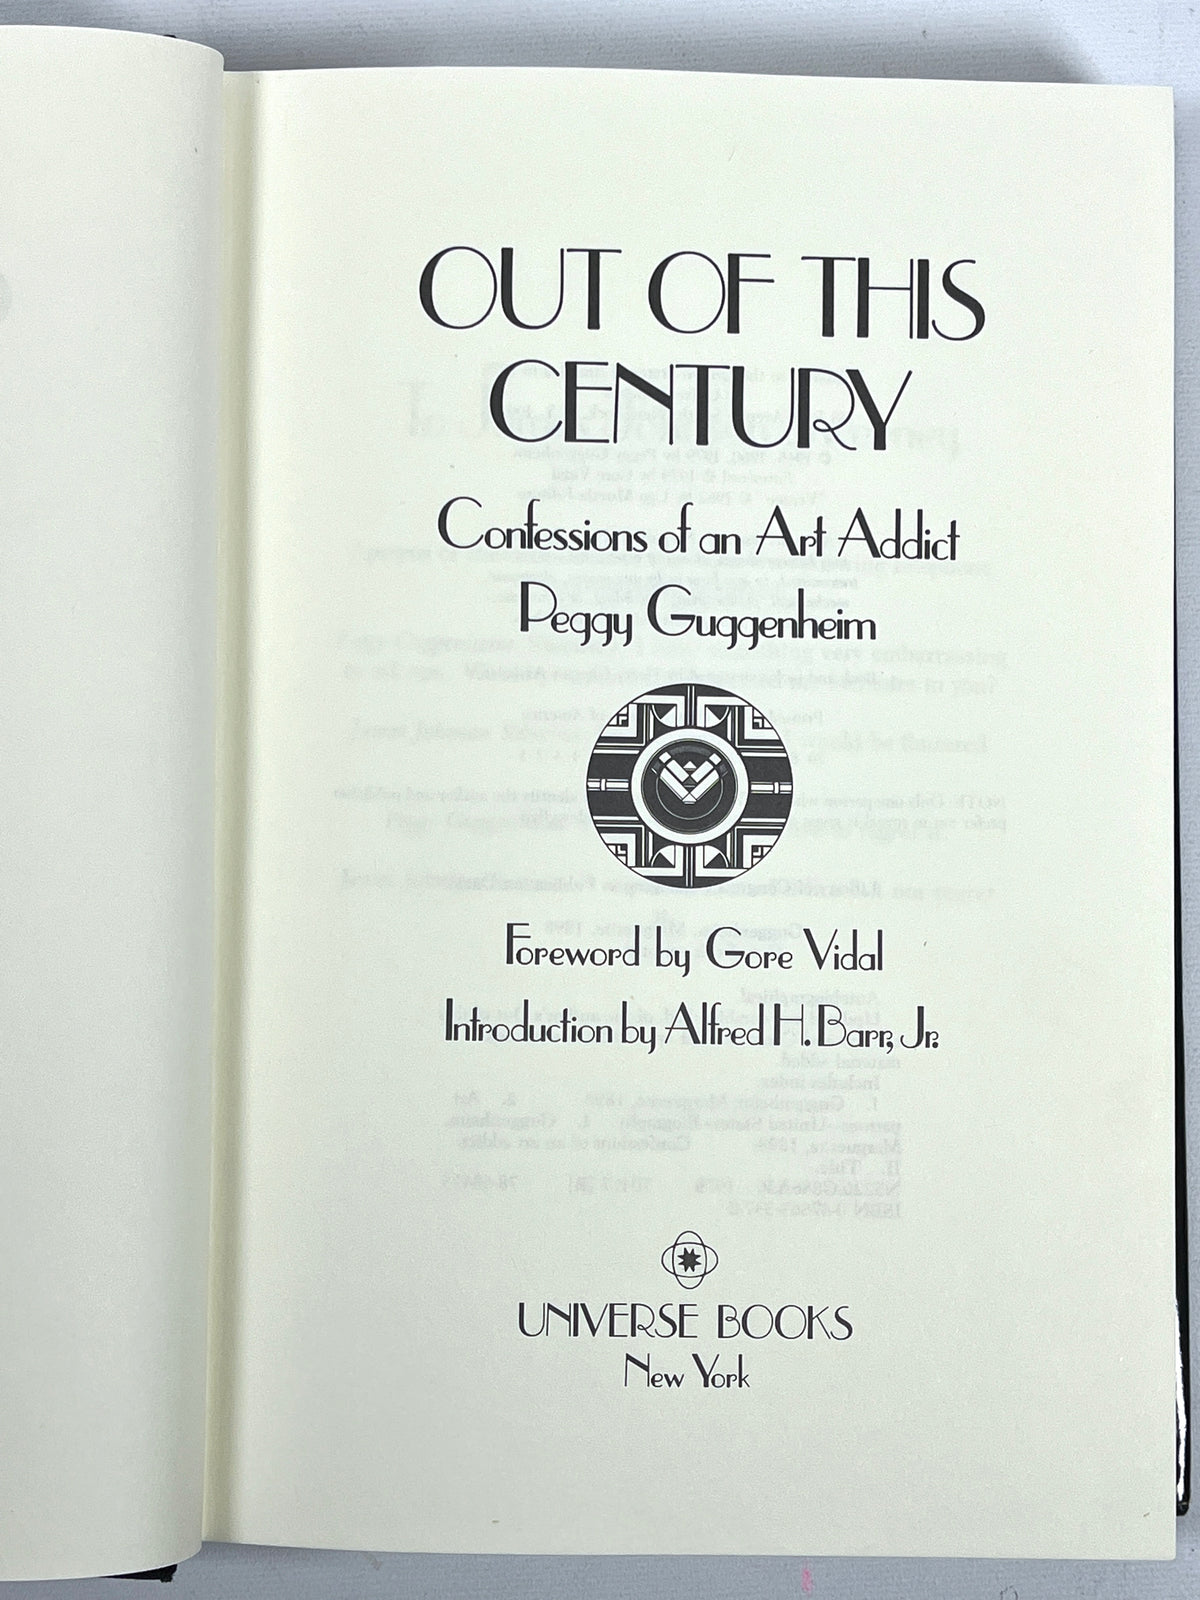 OUT OF THIS
CENTURY
Confessions of an Art Addict
Peggy Guggenheim
Foreword by Gore Vidal
Introduction by Alfred H. Barr, Jr.
UNIVERSE BOOKS
New York